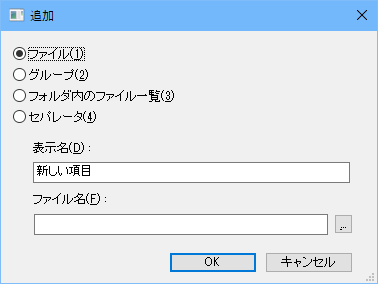 追加
ファイル(1)
グループ(2)
フォルダ内のファイル一覧(3)
セパレータ(4)
表示名(D):
新しい項目
ファイル名(F):
...
OK
キャンセル